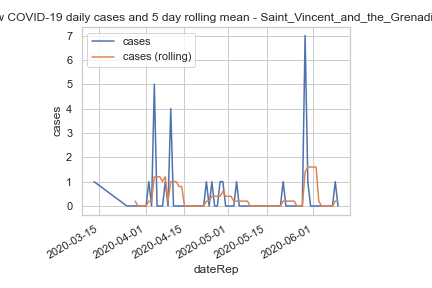 COVID-19 daily cases and 5 day rolling mean - Saint_Vincent_and_the
cases
cases (rolling)
7
6
5
4
3
2
1
0
cases
2020-03-15
2020-04-01
2020-04-15
2020-05-01
2020-05-15
2020-06-01
dateRep